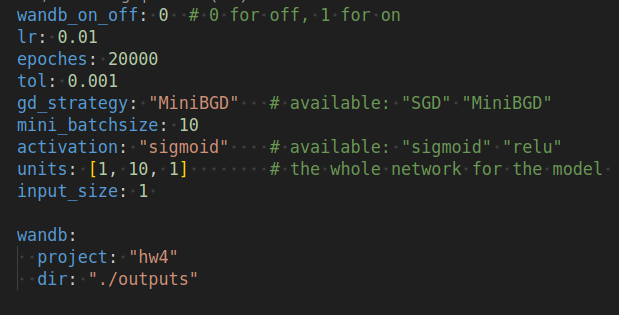 wandb_on_off: 0  # 0 for off, 1 for on
lr: 0.01
epoches: 20000
tol: 0.001
gd_strategy: "MiniBGD"   # available: "SGD" "MiniBGD"
mini_batchsize: 10
activation: "sigmoid"    # available: "sigmoid" "relu"
units: [1, 10, 1]        # the whole network for the model
input_size: 1
wandb:
  project: "hw4"
  dir: "./outputs"